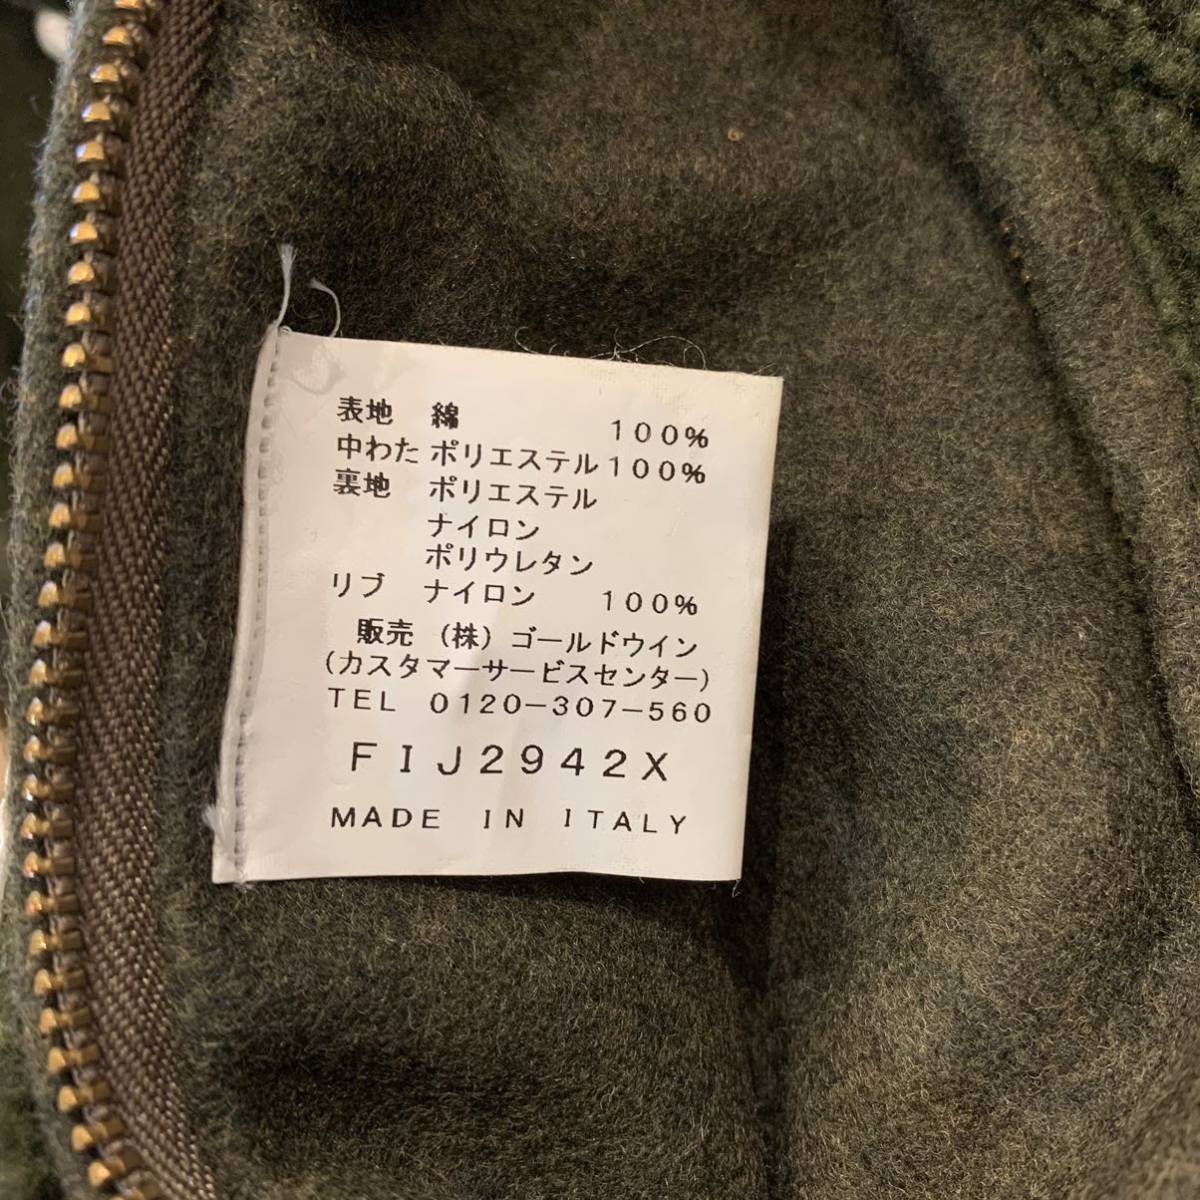 表地 綿 100%
中わた ポリエステル 100%
裏地 ポリエステル
ナイロン
ポリウレタン
リブ ナイロン 100%
販売 (株) ゴールドウイン
(カスタマーサービスセンター)
TEL 0120-307-560
FIJ2942X
MADE IN ITALY